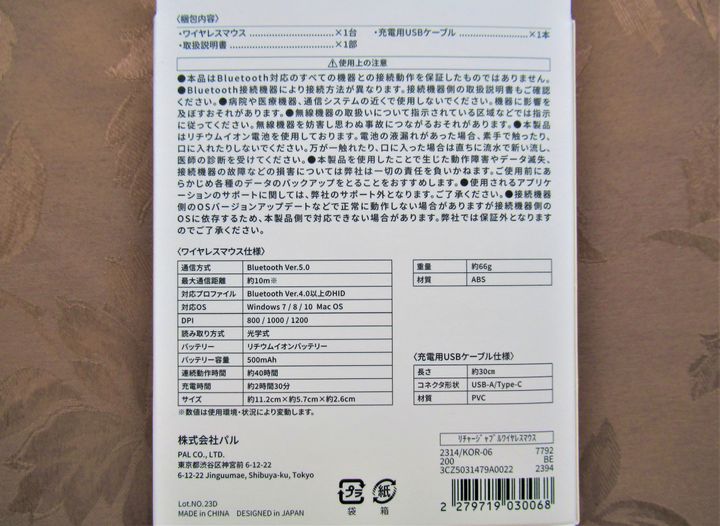 〈梱包内容〉
・ワイヤレスマウス ……………………×1台
・充電用USBケーブル ……………………×1本
・取扱説明書 ……………………………×1部
⚠使用上の注意
●本品はBluetooth対応のすべての機器との接続動作を保証したものではありません。
●Bluetooth接続機器により接続方法が異なります。接続機器側の取扱説明書もご確認
ください。●病院や医療機器、通信システムの近くで使用しないでください。機器に影響を
及ぼすおそれがあります。●無線機器の取扱いについて指示されている区域などでは指示
に従ってください。無線機器を妨害し思わぬ事故につながるおそれがあります。●本製品
はリチウムイオン電池を使用しております。電池の液漏れがあった場合、素手で触ったり、
口に入れたりしないでください。万が一触れたり、口に入った場合は直ちに流水で洗い流し、
医師の診断を受けてください。●本製品を使用したことで生じた動作障害やデータ滅失、
接続機器の故障などの損害については弊社は一切の責任を負いかねます。ご使用前にあ
らかじめ各種のデータのバックアップをとることをおすすめします。●使用されるアプリケ
ーションのサポートに関しては、弊社のサポート外となります。ご了承ください。●接続機器
側のOSバージョンアップデートなどで正常に動作しない場合がありますが接続機器側の
OSに依存するため、本製品側で対応できない場合があります。弊社では保証外となります
のでご了承ください。
〈ワイヤレスマウス仕様〉
通信方式 Bluetooth Ver.5.0
最大通信距離 約10m※
対応プロファイル Bluetooth Ver.4.0以上のHID
対応OS Windows 7 / 8 / 10 Mac OS
DPI 800 / 1000 / 1200
読み取り方式 光学式
バッテリー リチウムイオンバッテリー
バッテリー容量 500mAh
連続動作時間 約40時間
充電時間 約2時間30分
サイズ 約11.2cm×約5.7cm×約2.6cm
※数値は使用環境・状況により変動します。
重量 約66g
材質 ABS
〈充電用USBケーブル仕様〉
長さ 約30㎝
コネクタ形状 USB-A/Type-C
材質 PVC
株式会社パル
PAL CO., LTD.
東京都渋谷区神宮前 6-12-22
6-12-22 Jinguumae, Shibuya-ku, Tokyo
Lot.NO.23D
MADE in CHINA DESIGNED in JAPAN
プラ
袋
紙
箱
リチャージャブルワイヤレスマウス
2314/KOR-06 7792
200 BE
3CZ5031479A0022 2394
2 279719 030068